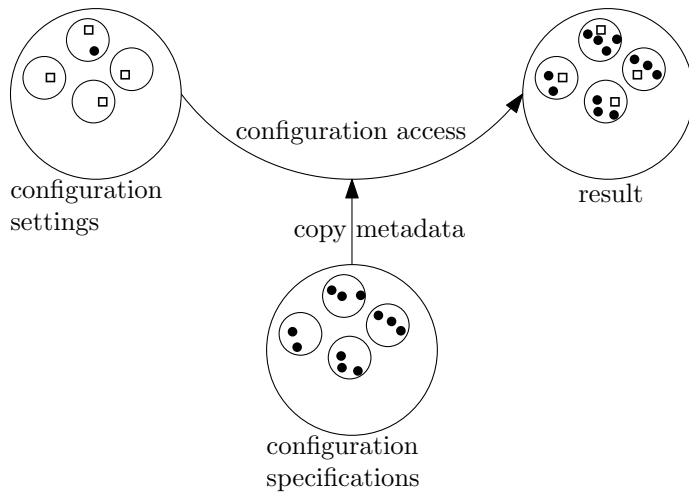 configuration access
configuration
settings
result
copy metadata
configuration
specifications